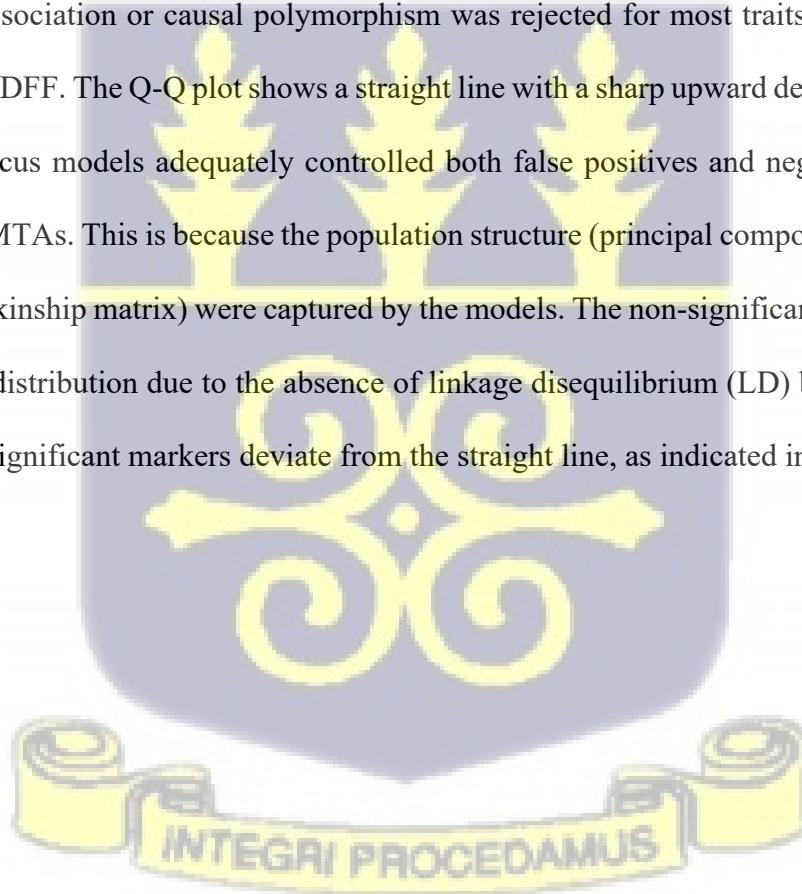 sociation or causal polymorphism was rejected for most traits
DFF. The Q-Q plot shows a straight line with a sharp upward de
cus models adequately controlled both false positives and neg
MTAs. This is because the population structure (principal compo
kinship matrix) were captured by the models. The non-significan
distribution due to the absence of linkage disequilibrium (LD)
ignificant markers deviate from the straight line, as indicated in
INTEGRI PROCEDAMUS